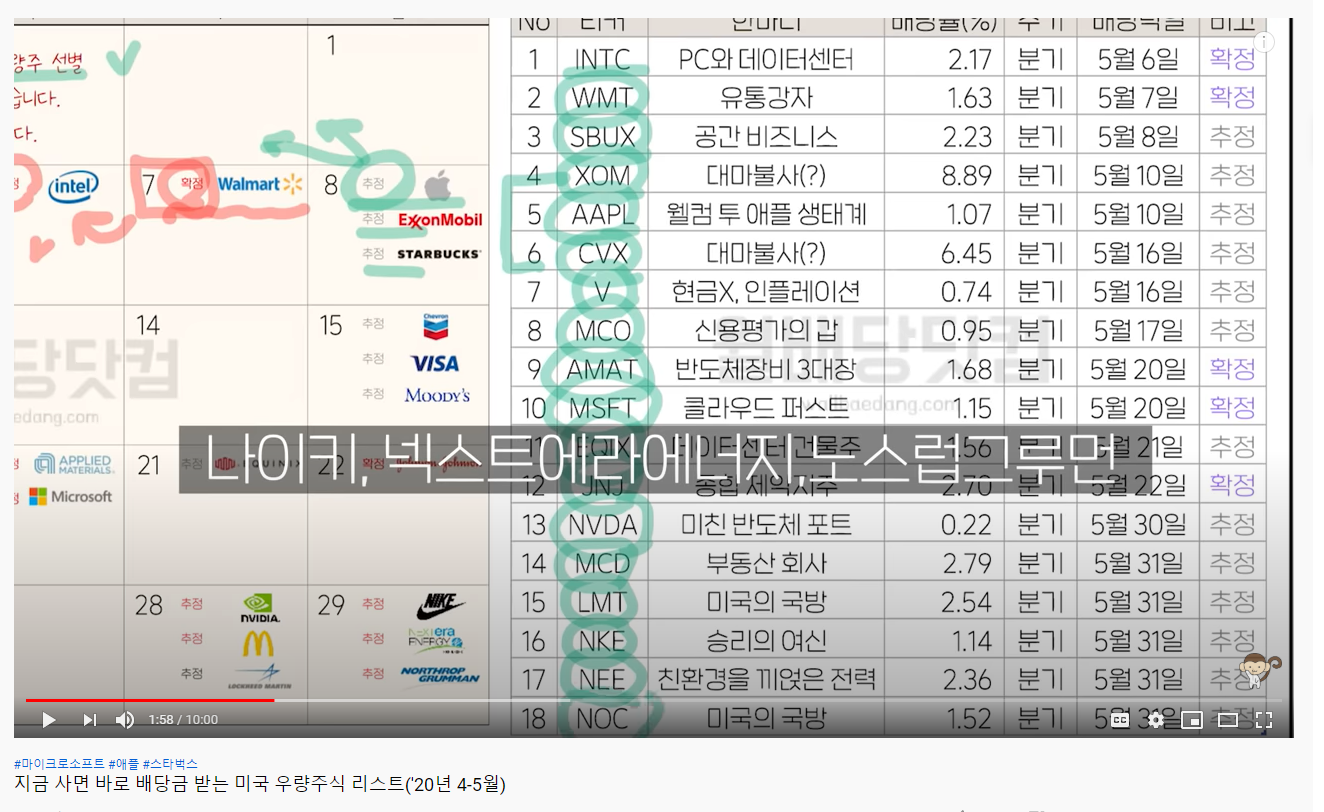 1
양주 선별
습니다.
다.
intel
7 확정 Walmart
8 추정
추정 ExxonMobil
추정 STARBUCKS
14
15 추정 Chevron
추정 VISA
추정 MOODY'S
당닷컴
aedang.com
APPLIED MATERIALS
Microsoft
21 추정 EQUINIX
22 확정 Johnson & Johnson
28 추정 NVIDIA.
추정
추정 LOCKHEED MARTIN
29 추정 NIKE
추정 NEXTera ENERGY
추정 NORTHROP GRUMMAN
No 티커 한마디 배당률(%) 주기 배당락일 비고
1 INTC PC와 데이터센터 2.17 분기 5월 6일 확정
2 WMT 유통강자 1.63 분기 5월 7일 확정
3 SBUX 공간 비즈니스 2.23 분기 5월 8일 추정
4 XOM 대마불사(?) 8.89 분기 5월 10일 추정
5 AAPL 웰컴 투 애플 생태계 1.07 분기 5월 10일 추정
6 CVX 대마불사(?) 6.45 분기 5월 16일 추정
7 V 현금X, 인플레이션 0.74 분기 5월 16일 추정
8 MCO 신용평가의 갑 0.95 분기 5월 17일 추정
9 AMAT 반도체장비 3대장 1.68 분기 5월 20일 확정
10 MSFT 클라우드 퍼스트 1.15 분기 5월 20일 확정
11 EQIX 데이터센터 건물주 1.56 분기 5월 21일 추정
12 JNJ 종합 제약지주 2.70 분기 5월 22일 확정
13 NVDA 미친 반도체 포트 0.22 분기 5월 30일 추정
14 MCD 부동산 회사 2.79 분기 5월 31일 추정
15 LMT 미국의 국방 2.54 분기 5월 31일 추정
16 NKE 승리의 여신 1.14 분기 5월 31일 추정
17 NEE 친환경을 끼얹은 전력 2.36 분기 5월 31일 추정
18 NOC 미국의 국방 1.52 분기 5월 31일 추정
나이키, 넥스트에라에너지,노스럽그루먼
1:58 / 10:00
#마이크로소프트 #애플 #스타벅스
지금 사면 바로 배당금 받는 미국 우량주식 리스트('20년 4-5월)